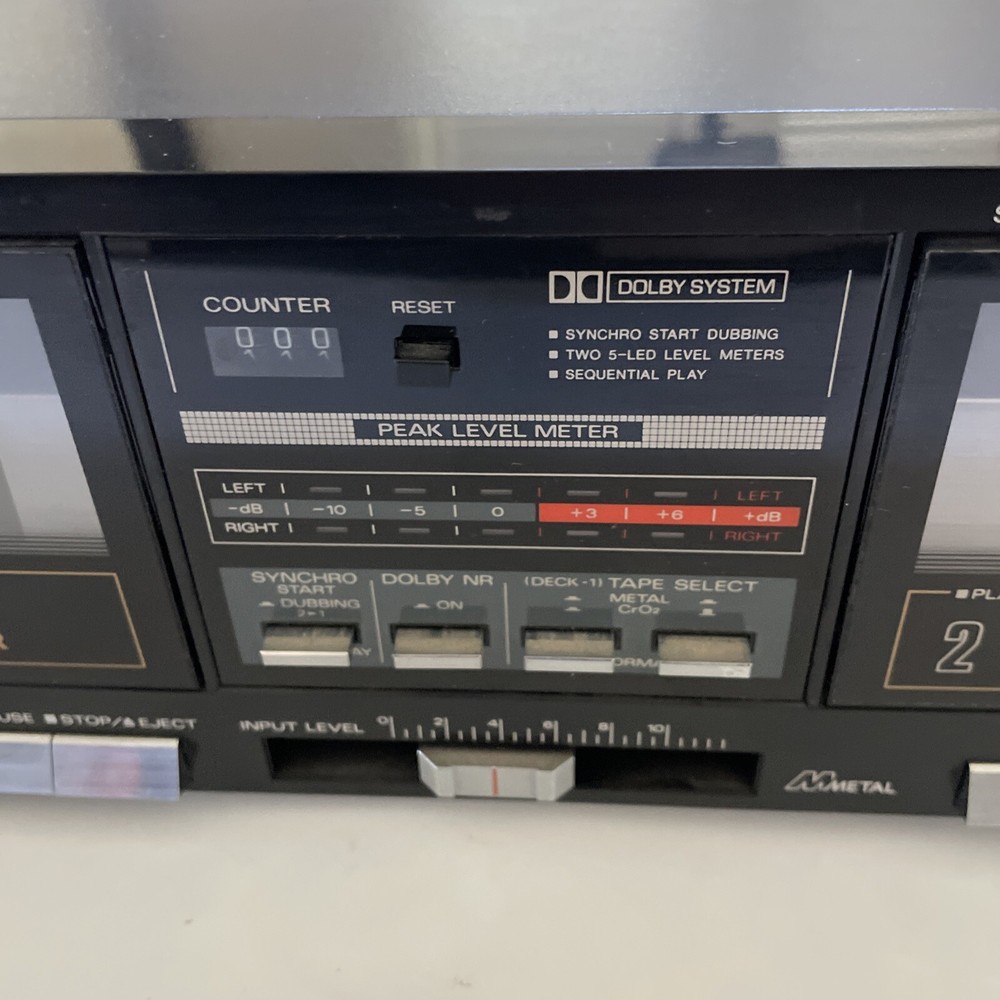 COUNTER
RESET
DOLBY SYSTEM
000
SYNCHRO START DUBBING
TWO 5-LED LEVEL METERS
SEQUENTIAL PLAY
PEAK LEVEL METER
LEFT LEFT
-dB -10 -5 0 +3 +6 +dB
RIGHT RIGHT
SYNCHRO START
DUBBING
DOLBY NR
ON
(DECK-1) TAPE SELECT
METAL
CrO2
2
STOP/EJECT
INPUT LEVEL 0 2 4 6 8 10
METAL